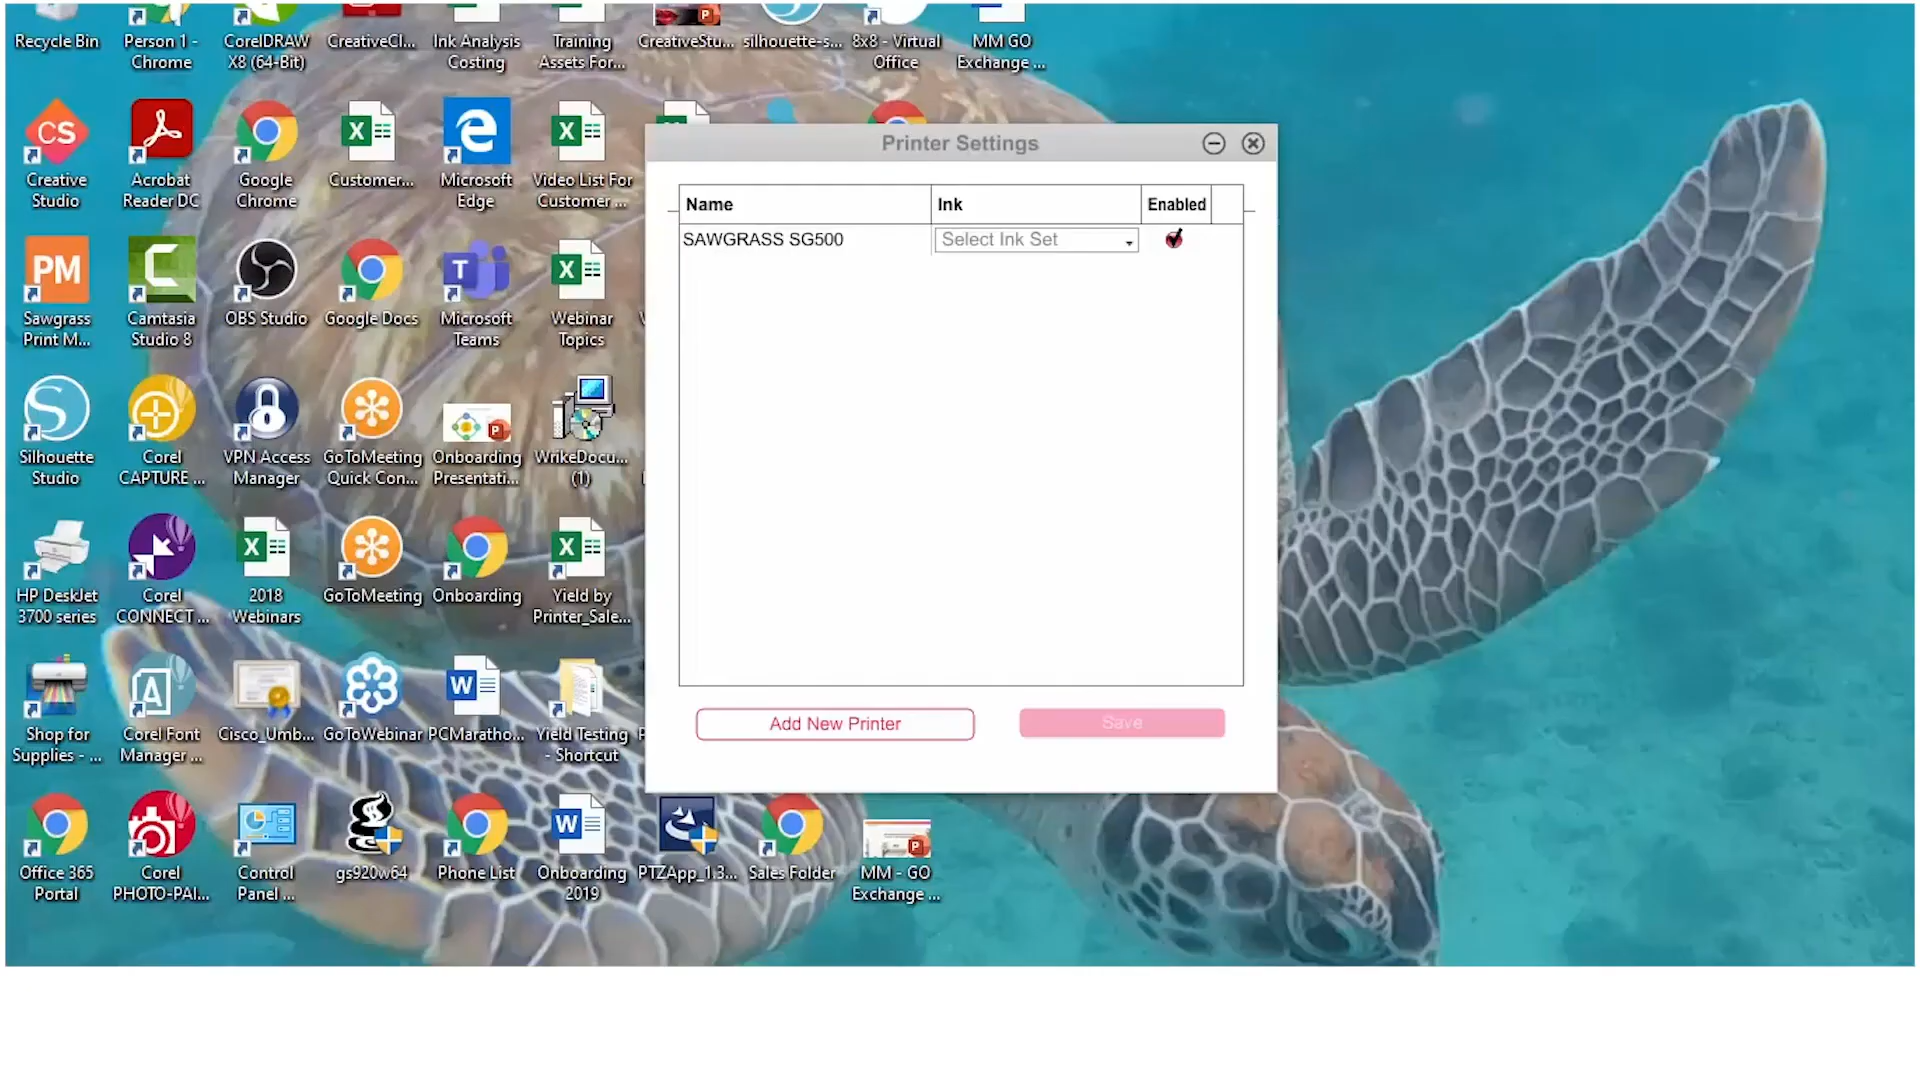 Recycle Bin
Person 1 -
Chrome
CorelDRAW
X8 (64-Bit)
CreativeCl...
Ink Analysis
Costing
Training
Assets For...
CreativeStu...
silhouette-s...
8x8 - Virtual
Office
MM GO
Exchange ...
Creative
Studio
Acrobat
Reader DC
Google
Chrome
Customer...
Microsoft
Edge
Video List For
Customer ...
Sawgrass
Print M...
Camtasia
Studio 8
OBS Studio
Google Docs
Microsoft
Teams
Webinar
Topics
Silhouette
Studio
Corel
CAPTURE ...
VPN Access
Manager
GoToMeeting
Quick Con...
Onboarding
Presentati...
WrikeDocu...
(1)
HP DeskJet
3700 series
Corel
CONNECT ...
2018
Webinars
GoToMeeting
Onboarding
Yield by
Printer_Sale...
Shop for
Supplies - ...
Corel Font
Manager ...
Cisco_Umb...
GoToWebinar
PCMaratho...
Yield Testing
- Shortcut
Office 365
Portal
Corel
PHOTO-PAI...
Control
Panel ...
gs920w64
Phone List
Onboarding
2019
PTZApp_1.3...
Sales Folder
MM - GO
Exchange ...
CS
PM
Printer Settings
Name Ink Enabled
SAWGRASS SG500 Select Ink Set
Add New Printer Save